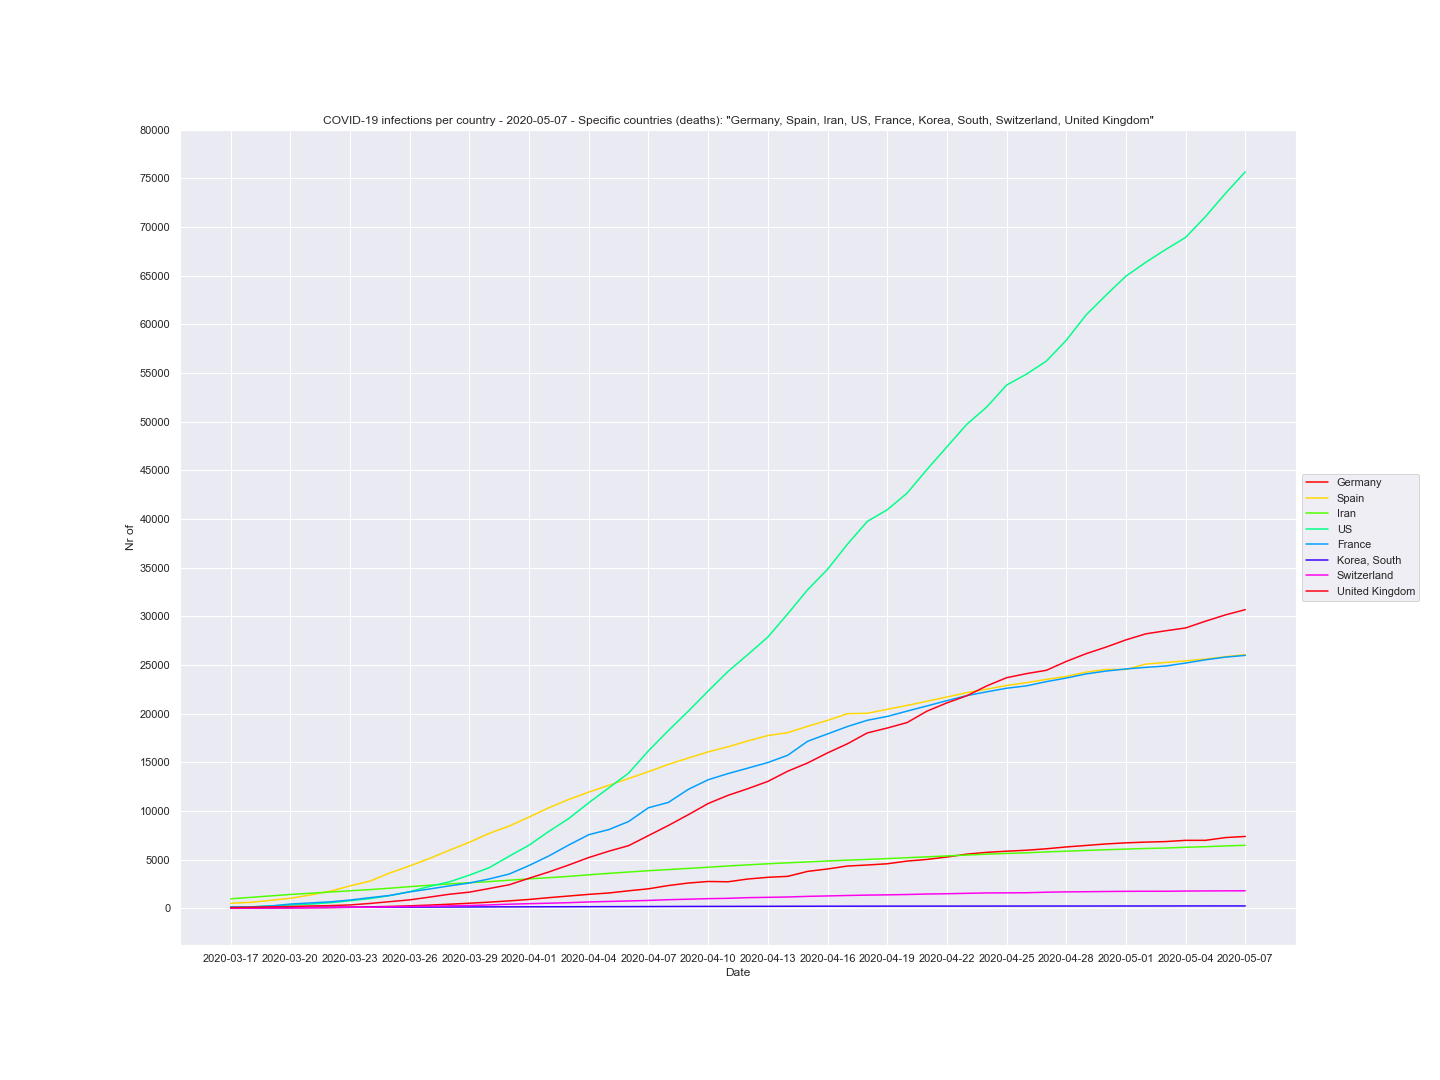 COVID-19 infections per country - 2020-05-07 - Specific countries (deaths): "Germany, Spain, Iran, US, France, Korea, South, Switzerland, United Kingdom"
80000
75000
70000
65000
60000
55000
50000
45000
40000
35000
30000
25000
20000
15000
10000
5000
0
Nr of
2020-03-17 2020-03-20 2020-03-23 2020-03-26 2020-03-29 2020-04-01 2020-04-04 2020-04-07 2020-04-10 2020-04-13 2020-04-16 2020-04-19 2020-04-22 2020-04-25 2020-04-28 2020-05-01 2020-05-04 2020-05-07
Date
Germany
Spain
Iran
US
France
Korea, South
Switzerland
United Kingdom